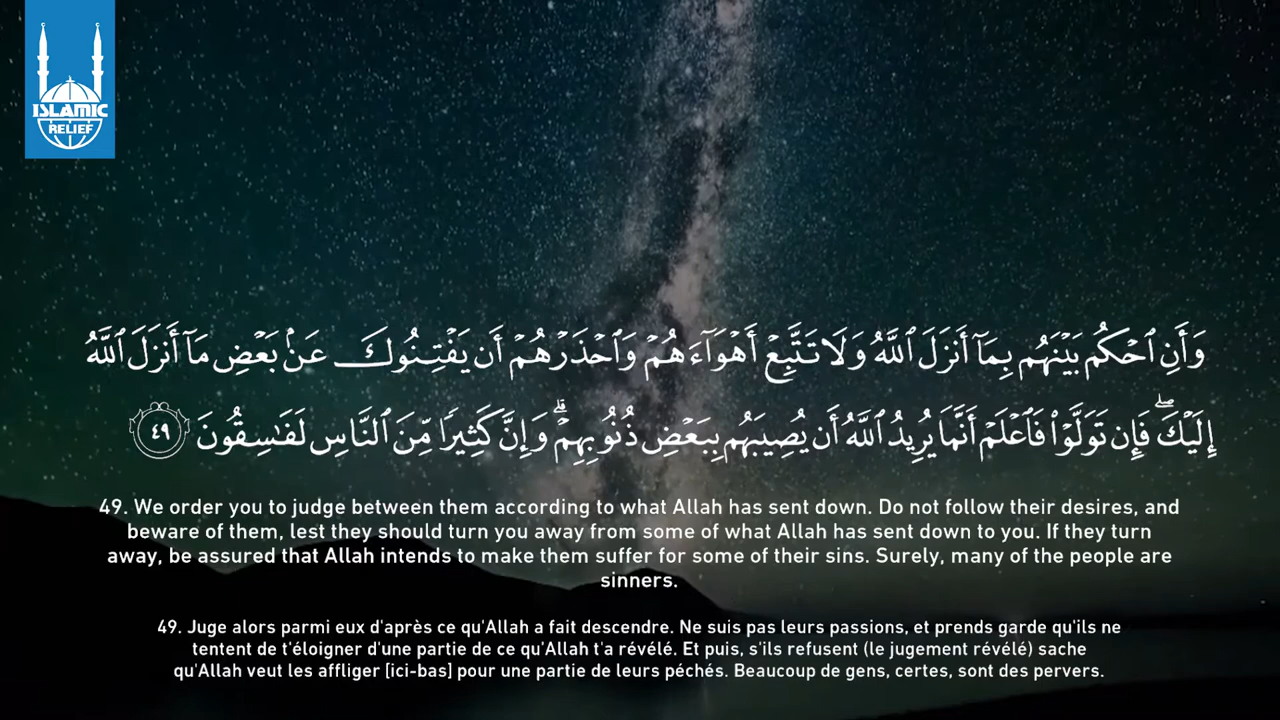 ISLAMIC
RELIEF
وَأَنِ ٱحۡكُم بَيۡنَهُم بِمَآ أَنزَلَ ٱللَّهُ وَلَا تَتَّبِعۡ أَهۡوَآءَهُمۡ وَٱحۡذَرۡهُمۡ أَن يَفۡتِنُوكَ عَنۢ بَعۡضِ مَآ أَنزَلَ ٱللَّهُ
إِلَيۡكَۖ فَإِن تَوَلَّوۡاْ فَٱعۡلَمۡ أَنَّمَا يُرِيدُ ٱللَّهُ أَن يُصِيبَهُم بِبَعۡضِ ذُنُوبِهِمۡۗ وَإِنَّ كَثِيرٗا مِّنَ ٱلنَّاسِ لَفَٰسِقُونَ ٤٩
49. We order you to judge between them according to what Allah has sent down. Do not follow their desires, and
beware of them, lest they should turn you away from some of what Allah has sent down to you. If they turn
away, be assured that Allah intends to make them suffer for some of their sins. Surely, many of the people are
sinners.
49. Juge alors parmi eux d'après ce qu'Allah a fait descendre. Ne suis pas leurs passions, et prends garde qu'ils ne
tentent de t'éloigner d'une partie de ce qu'Allah t'a révélé. Et puis, s'ils refusent (le jugement révélé) sache
qu'Allah veut les affliger [ici-bas] pour une partie de leurs péchés. Beaucoup de gens, certes, sont des pervers.